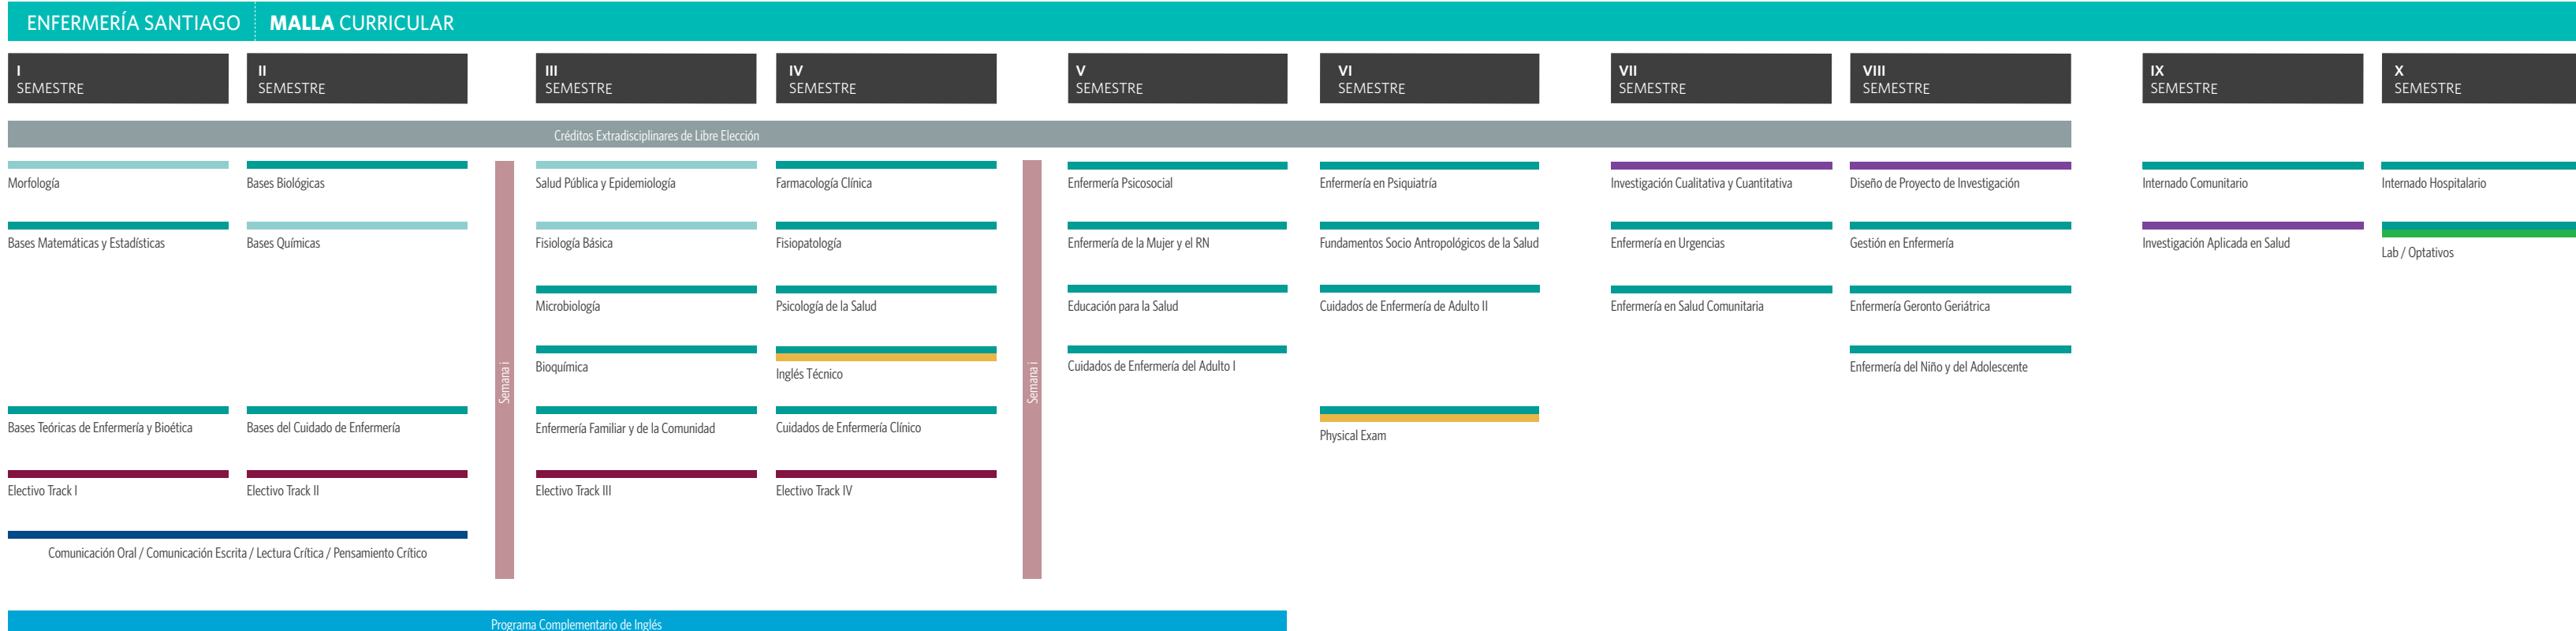 ENFERMERÍA SANTIAGO MALLA CURRICULAR
I
SEMESTRE
II
SEMESTRE
III
SEMESTRE
IV
SEMESTRE
V
SEMESTRE
VI
SEMESTRE
VII
SEMESTRE
VIII
SEMESTRE
IX
SEMESTRE
X
SEMESTRE
Créditos Extradisciplinares de Libre Elección
Morfología
Bases Matemáticas y Estadísticas
Bases Teóricas de Enfermería y Bioética
Electivo Track I
Bases Biológicas
Bases Químicas
Bases del Cuidado de Enfermería
Electivo Track II
Comunicación Oral / Comunicación Escrita / Lectura Crítica / Pensamiento Crítico
Semana i
Salud Pública y Epidemiología
Fisiología Básica
Microbiología
Bioquímica
Enfermería Familiar y de la Comunidad
Electivo Track III
Farmacología Clínica
Fisiopatología
Psicología de la Salud
Inglés Técnico
Cuidados de Enfermería Clínico
Electivo Track IV
Semana i
Enfermería Psicosocial
Enfermería de la Mujer y el RN
Educación para la Salud
Cuidados de Enfermería del Adulto I
Enfermería en Psiquiatría
Fundamentos Socio Antropológicos de la Salud
Cuidados de Enfermería de Adulto II
Physical Exam
Investigación Cualitativa y Cuantitativa
Enfermería en Urgencias
Enfermería en Salud Comunitaria
Diseño de Proyecto de Investigación
Gestión en Enfermería
Enfermería Geronto Geriátrica
Enfermería del Niño y del Adolescente
Internado Comunitario
Investigación Aplicada en Salud
Internado Hospitalario
Lab / Optativos
Programa Complementario de Inglés